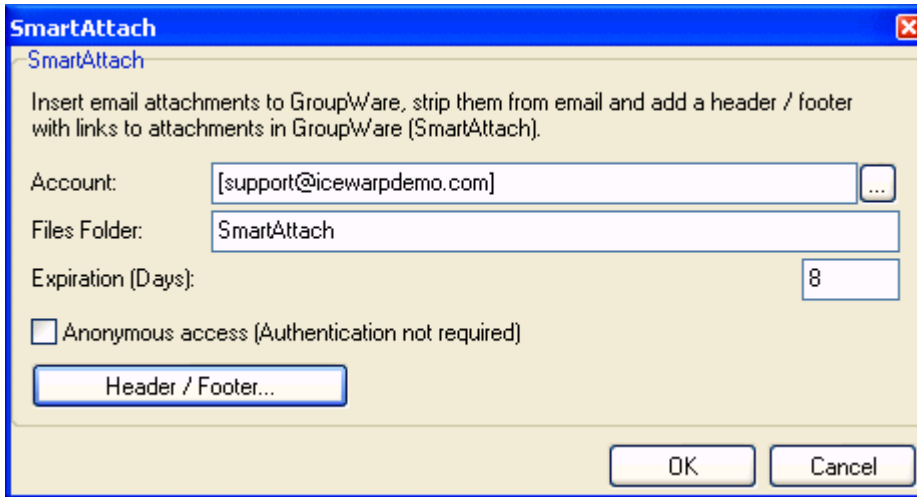 SmartAttach
SmartAttach
Insert email attachments to GroupWare, strip them from email and add a header / footer
with links to attachments in GroupWare (SmartAttach).
Account: [support@icewarpdemo.com] ...
Files Folder: SmartAttach
Expiration (Days): 8
Anonymous access (Authentication not required)
Header / Footer...
OK Cancel